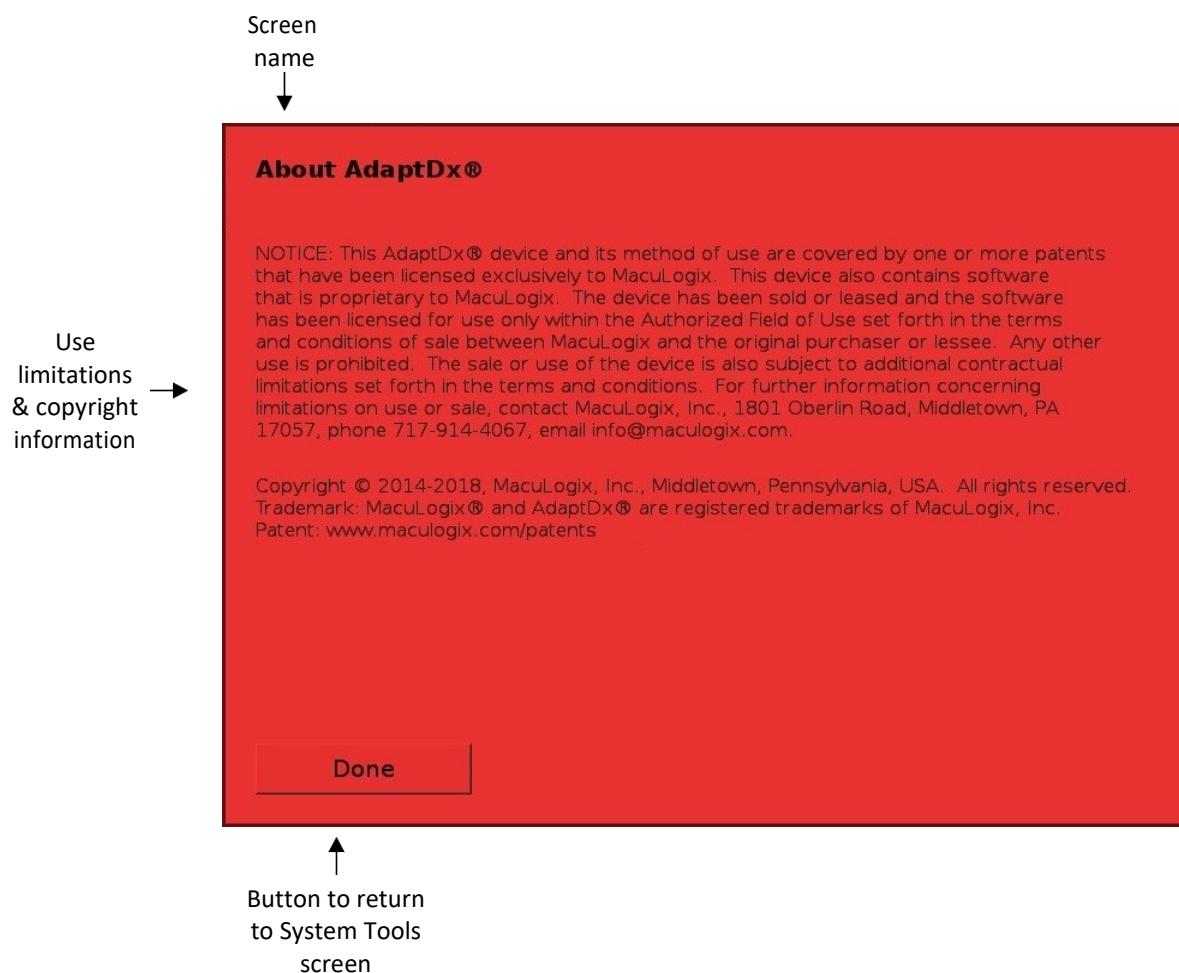 Screen
name
About AdaptDx®
NOTICE: This AdaptDx® device and its method of use are covered by one or more patents
that have been licensed exclusively to MacuLogix.  This device also contains software
that is proprietary to MacuLogix.  The device has been sold or leased and the software
has been licensed for use only within the Authorized Field of Use set forth in the terms
and conditions of sale between MacuLogix and the original purchaser or lessee.  Any other
use is prohibited.  The sale or use of the device is also subject to additional contractual
limitations set forth in the terms and conditions.  For further information concerning
limitations on use or sale, contact MacuLogix, Inc., 1801 Oberlin Road, Middletown, PA
17057, phone 717-914-4067, email info@maculogix.com.
Use
limitations
& copyright
information
Copyright © 2014-2018, MacuLogix, Inc., Middletown, Pennsylvania, USA.  All rights reserved.
Trademark: MacuLogix® and AdaptDx® are registered trademarks of MacuLogix, Inc.
Patent: www.maculogix.com/patents
Done
Button to return
to System Tools
screen